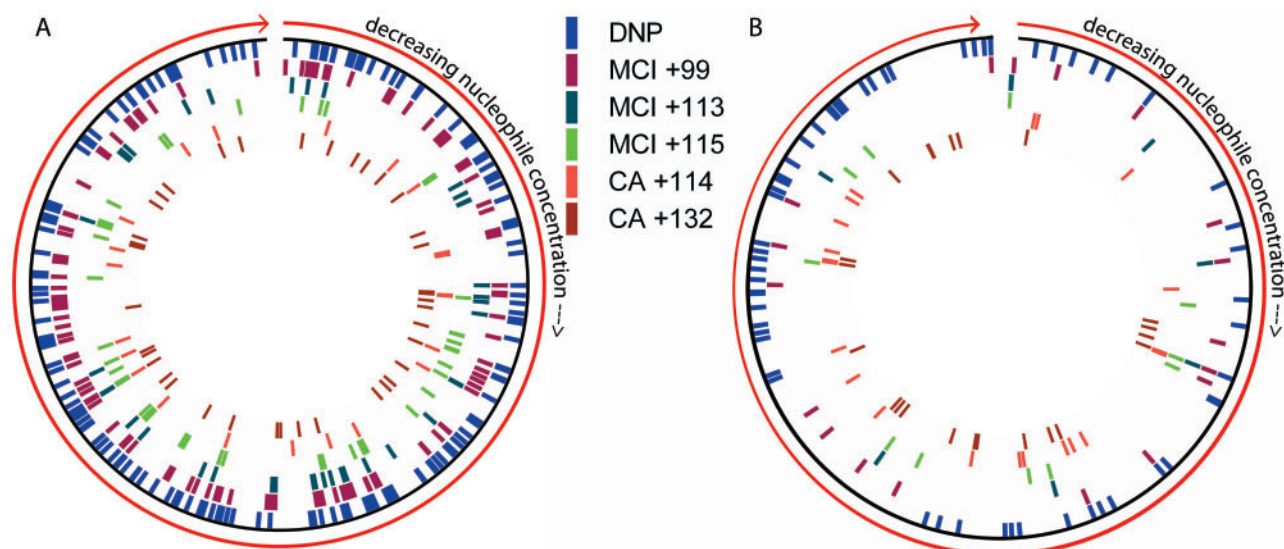 A
decreasing nucleophile concentration ---->
DNP
MCI +99
MCI +113
MCI +115
CA +114
CA +132
B
decreasing nucleophile concentration ---->